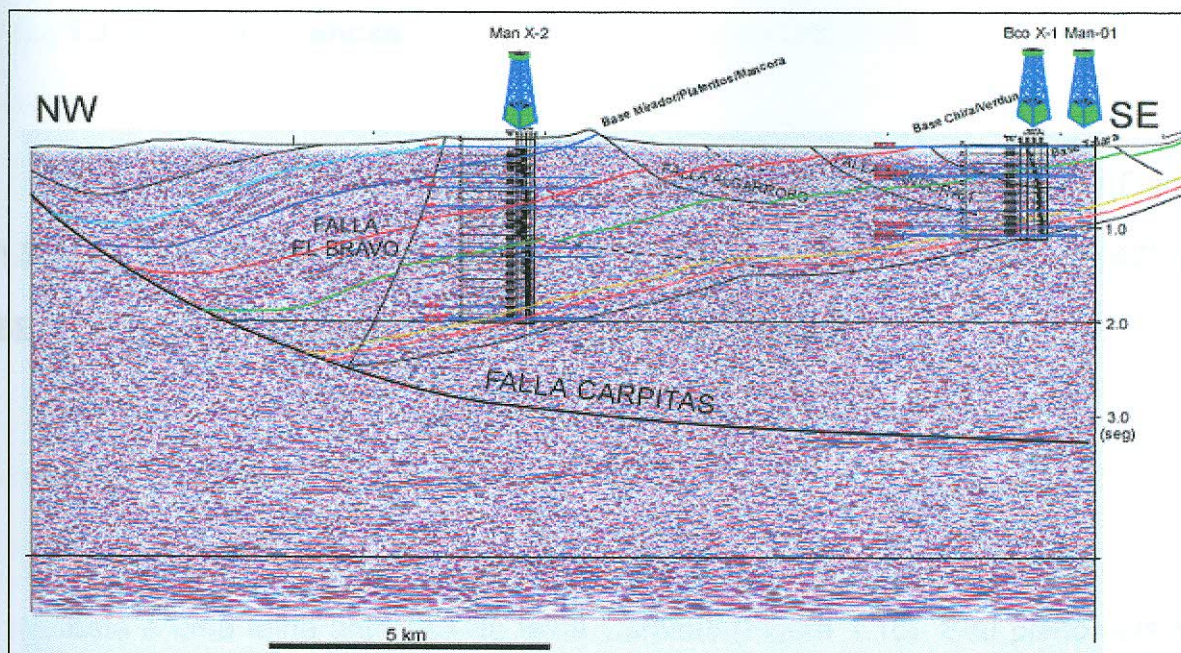 Man X-2
Bco X-1 Man-01
NW
SE
Base Mirador/Plateritos/Mancora
Base Chira/Verdun
FALLA ALGARROBO
FALLA
EL BRAVO
1.0
2.0
FALLA CARPITAS
3.0
(seg)
5 km